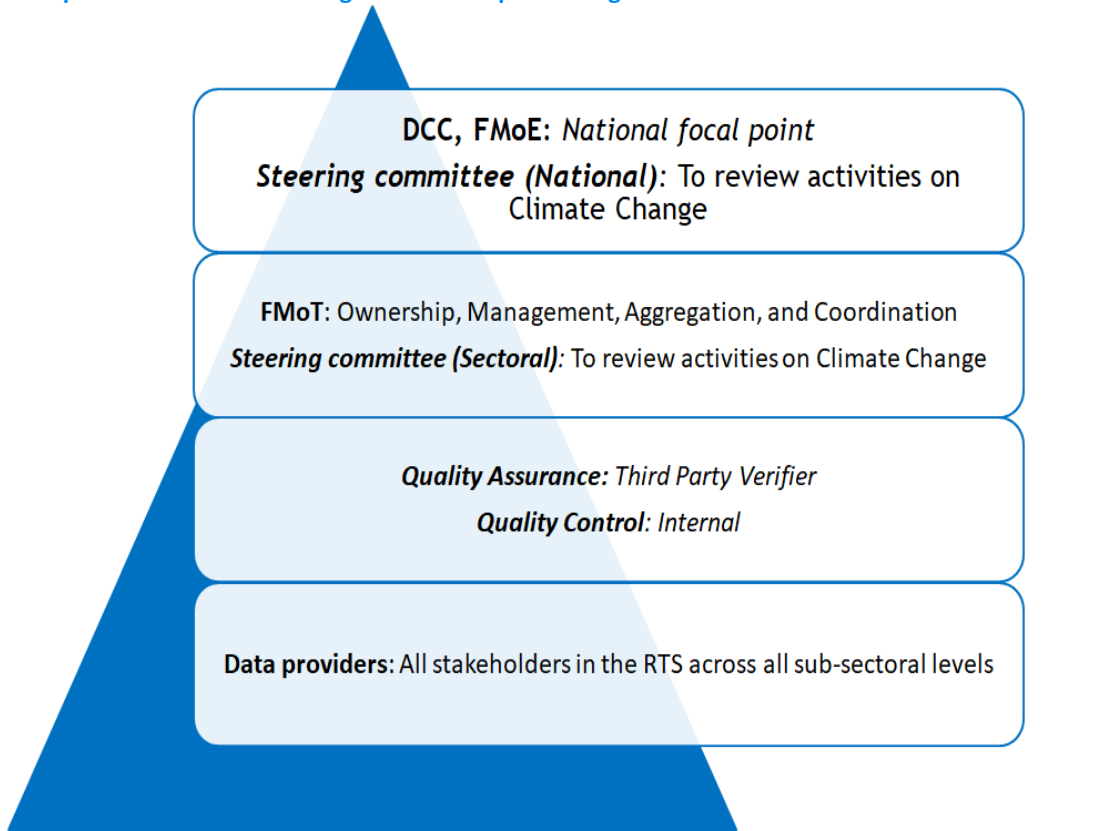 DCC, FMoE: National focal point
Steering committee (National): To review activities on
Climate Change
FMoT: Ownership, Management, Aggregation, and Coordination
Steering committee (Sectoral): To review activities on Climate Change
Quality Assurance: Third Party Verifier
Quality Control: Internal
Data providers: All stakeholders in the RTS across all sub-sectoral levels